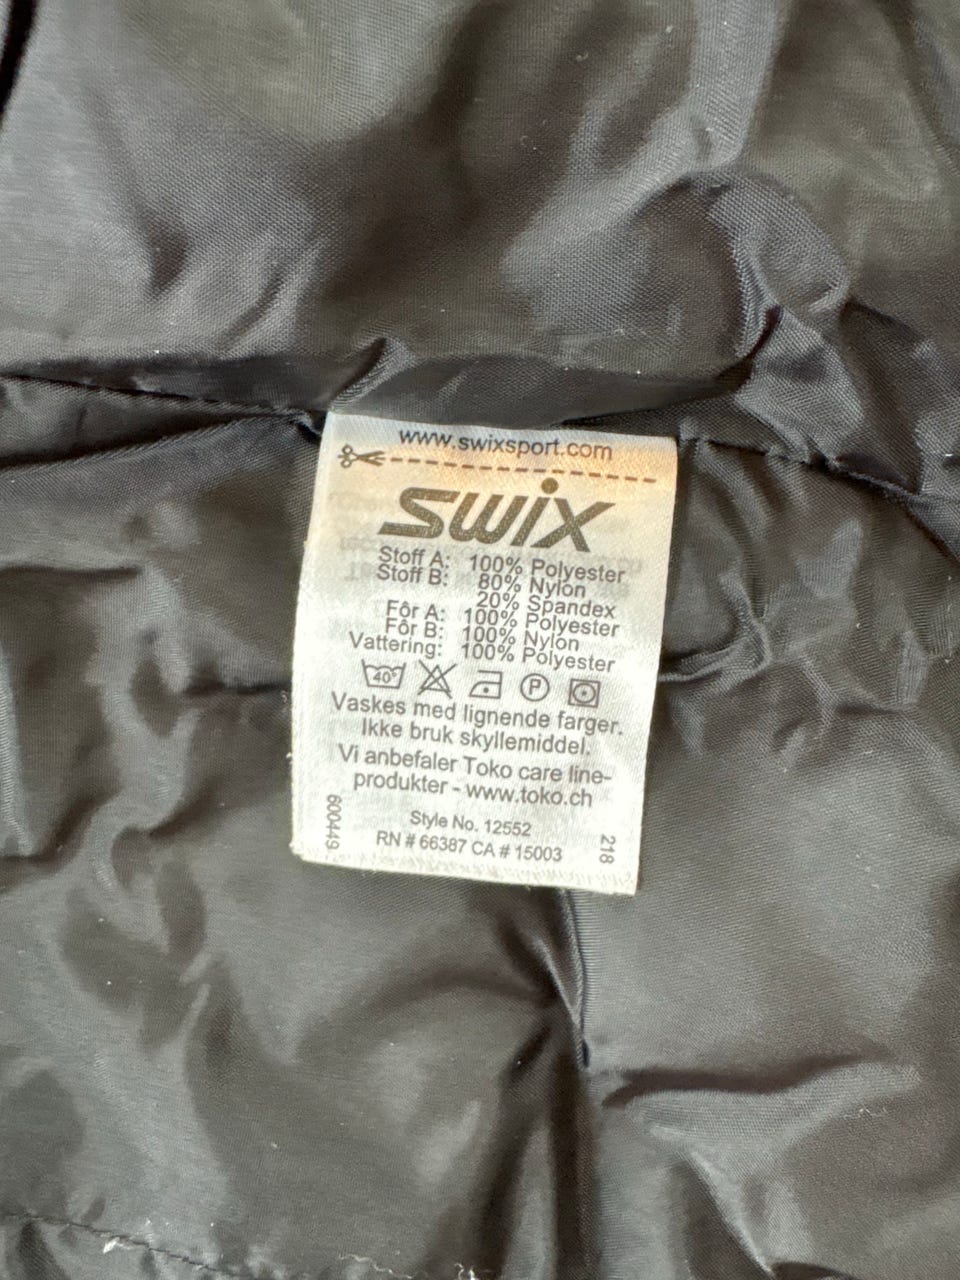 www.swixsport.com
swix
Stoff A: 100% Polyester
Stoff B: 80% Nylon
20% Spandex
Fôr A: 100% Polyester
Fôr B: 100% Nylon
Vattering: 100% Polyester
40° P
Vaskes med lignende farger.
Ikke bruk skyllemiddel.
Vi anbefaler Toko care line-
produkter - www.toko.ch
Style No. 12552
RN # 66387 CA # 15003
600449
218